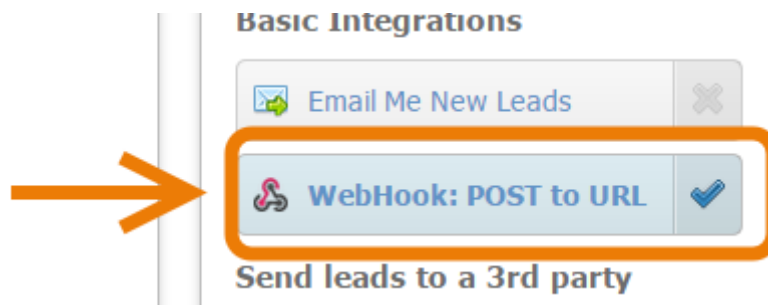 Basic Integrations
Email Me New Leads
WebHook: POST to URL
Send leads to a 3rd party